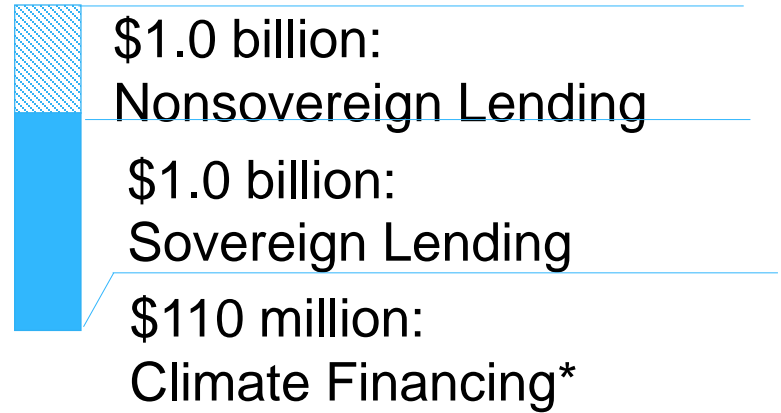 $1.0 billion:
Nonsovereign Lending
$1.0 billion:
Sovereign Lending
$110 million:
Climate Financing*